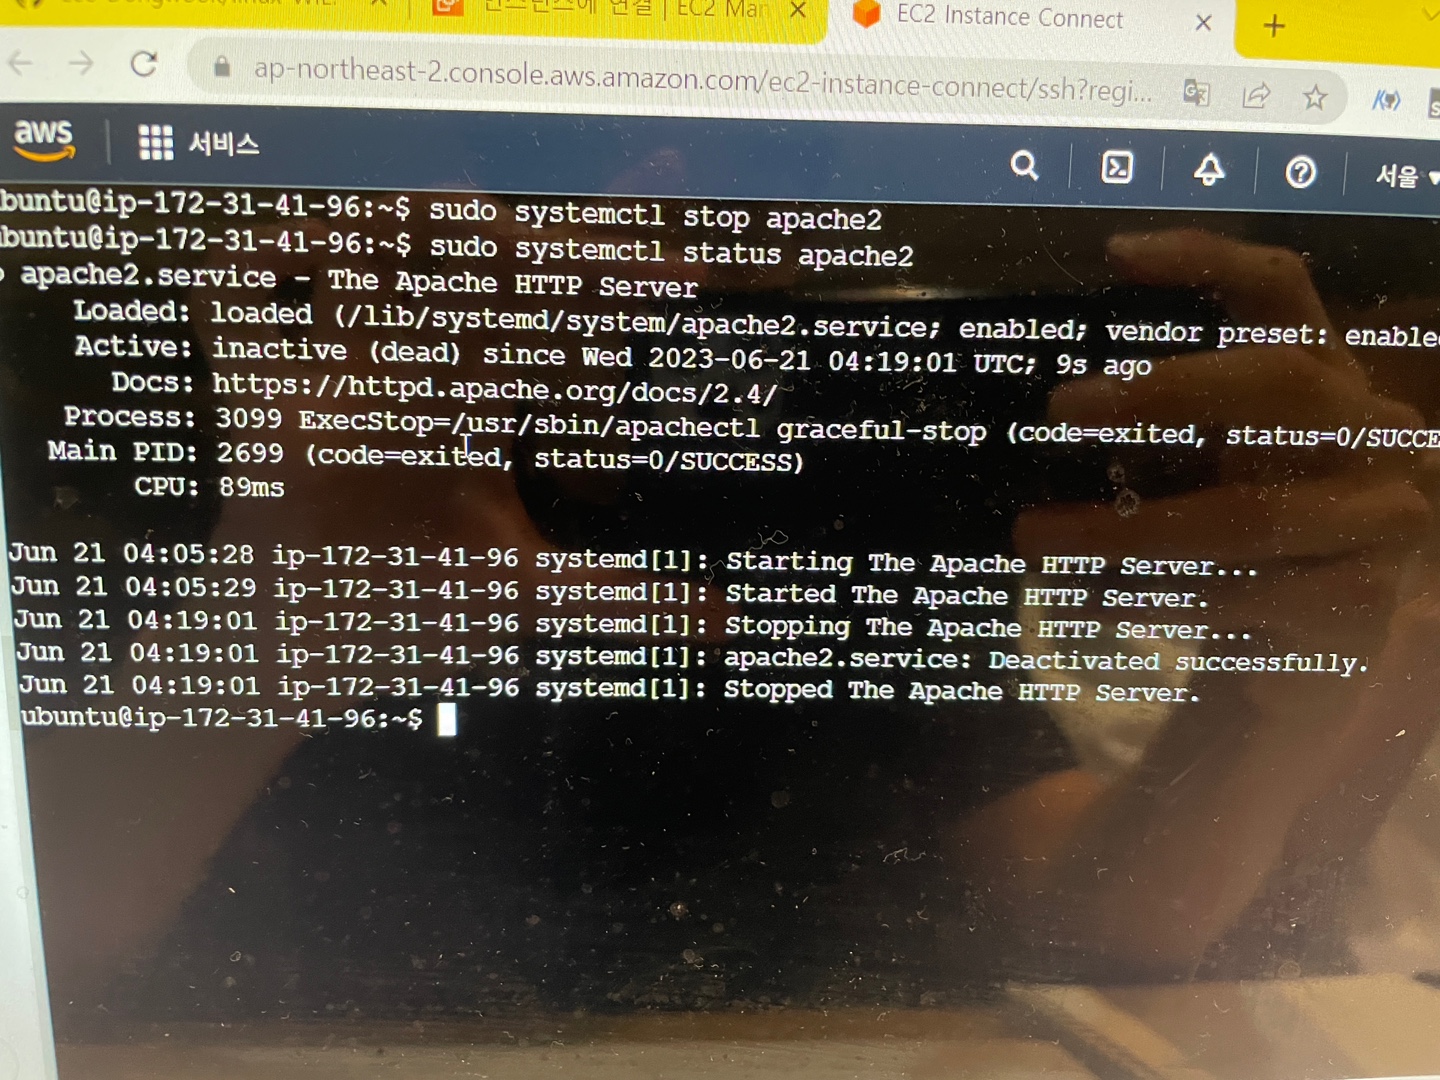 인스턴스에 연결 | EC2 Man
EC2 Instance Connect
ap-northeast-2.console.aws.amazon.com/ec2-instance-connect/ssh?regi...
aws 서비스 서울
buntu@ip-172-31-41-96:~$ sudo systemctl stop apache2
buntu@ip-172-31-41-96:~$ sudo systemctl status apache2
apache2.service - The Apache HTTP Server
Loaded: loaded (/lib/systemd/system/apache2.service; enabled; vendor preset: enable
Active: inactive (dead) since Wed 2023-06-21 04:19:01 UTC; 9s ago
Docs: https://httpd.apache.org/docs/2.4/
Process: 3099 ExecStop=/usr/sbin/apachectl graceful-stop (code=exited, status=0/SUCCE
Main PID: 2699 (code=exited, status=0/SUCCESS)
CPU: 89ms
Jun 21 04:05:28 ip-172-31-41-96 systemd[1]: Starting The Apache HTTP Server...
Jun 21 04:05:29 ip-172-31-41-96 systemd[1]: Started The Apache HTTP Server.
Jun 21 04:19:01 ip-172-31-41-96 systemd[1]: Stopping The Apache HTTP Server...
Jun 21 04:19:01 ip-172-31-41-96 systemd[1]: apache2.service: Deactivated successfully.
Jun 21 04:19:01 ip-172-31-41-96 systemd[1]: Stopped The Apache HTTP Server.
ubuntu@ip-172-31-41-96:~$